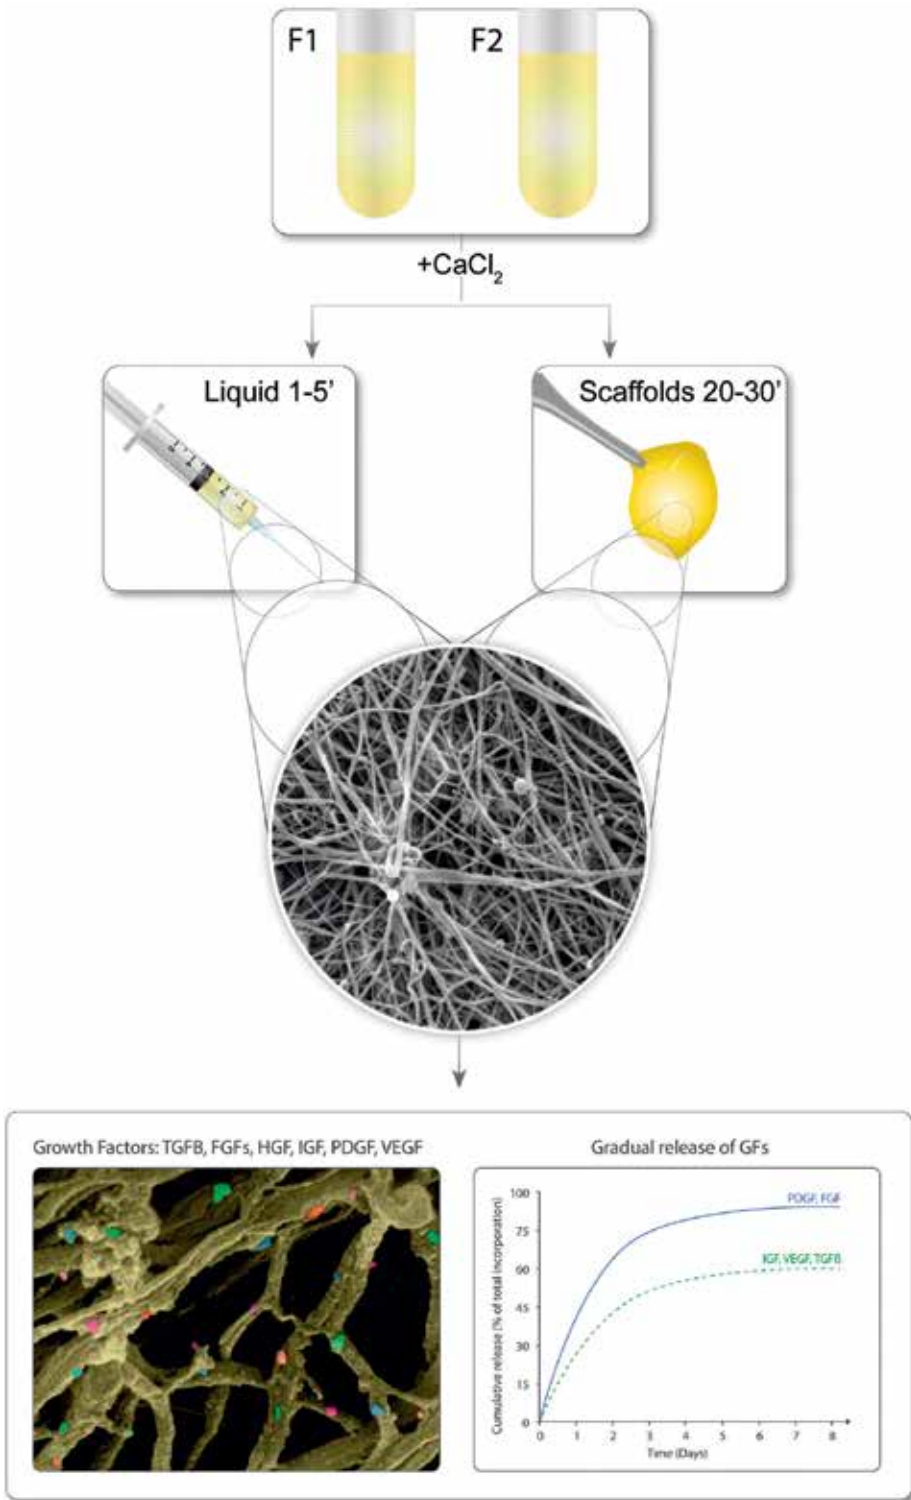 F1
F2
+CaCl₂
Liquid 1-5'
Scaffolds 20-30'
Growth Factors: TGFB, FGFs, HGF, IGF, PDGF, VEGF
Gradual release of GFs
Cumulative release (% of total incorporation)
100
75
60
45
30
15
0
PDGF, FGF
IGF, VEGF, TGFB
0 1 2 3 4 5 6 7 8
Time (Days)